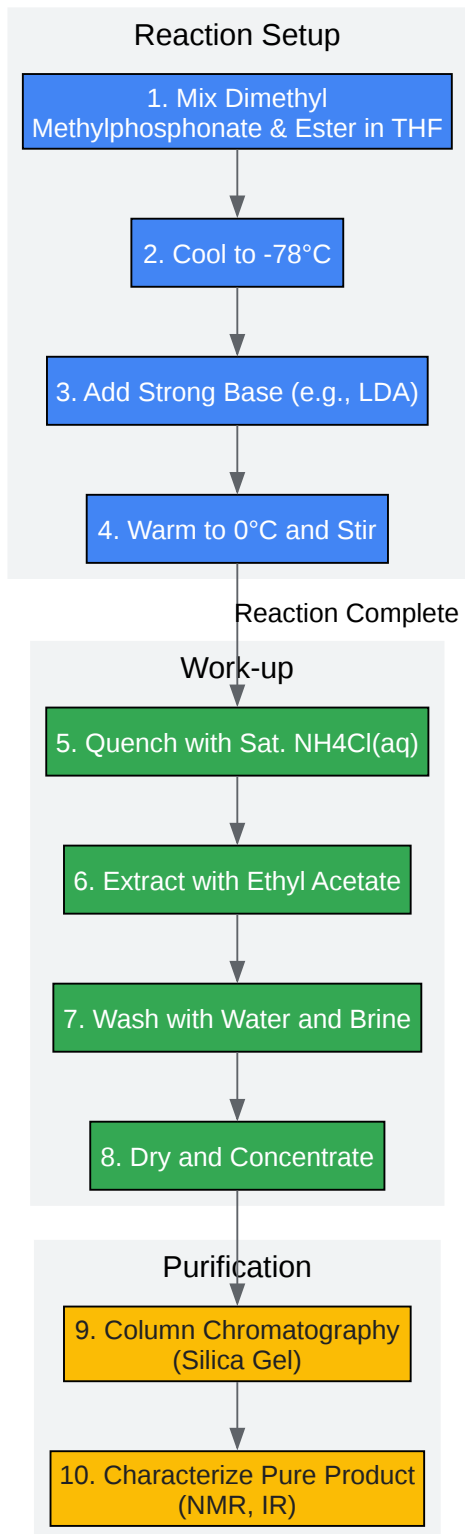 Reaction Setup
1. Mix Dimethyl
Methylphosphonate & Ester in THF
2. Cool to -78°C
3. Add Strong Base (e.g., LDA)
4. Warm to 0°C and Stir
Reaction Complete
Work-up
5. Quench with Sat. NH4Cl(aq)
6. Extract with Ethyl Acetate
7. Wash with Water and Brine
8. Dry and Concentrate
Purification
9. Column Chromatography
(Silica Gel)
10. Characterize Pure Product
(NMR, IR)